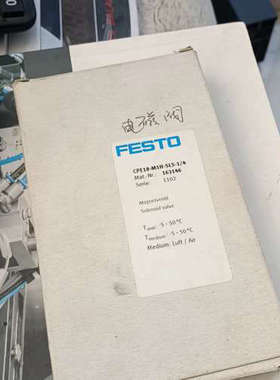 电磁阀
FESTO
CPE18-M1H-5LS-1/4
Mat. Nr.: 163146
Serie: 1102
Magnetventil
Solenoid valve
Tamb: -5 - 50 °C
Tmedium: -5 - 50 °C
Medium: Luft / Air